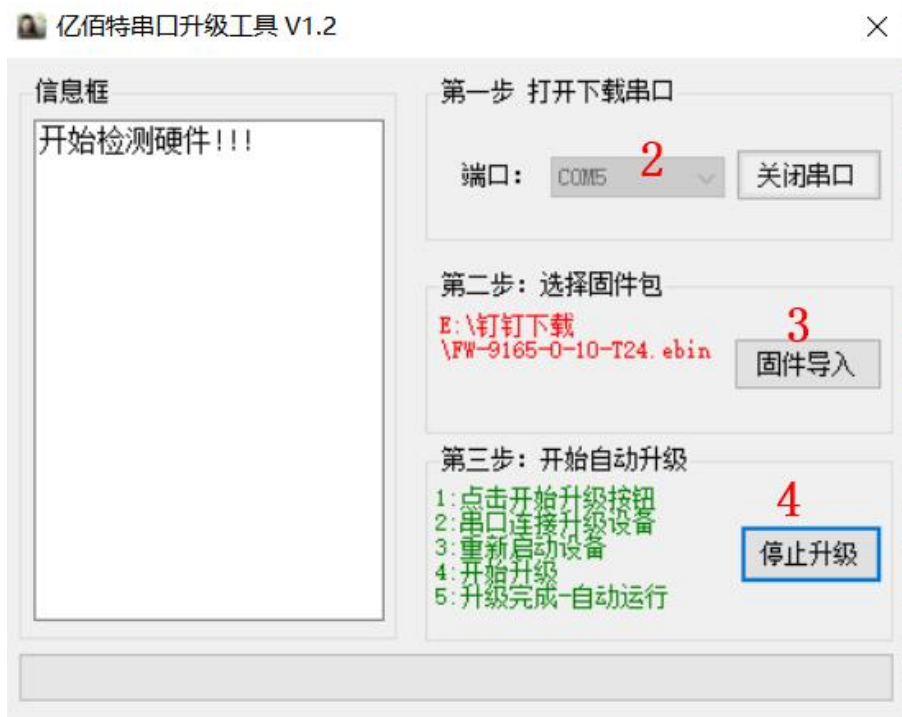 亿佰特串口升级工具 V1.2
信息框
开始检测硬件!!!
第一步 打开下载串口
端口：
COM5
2
关闭串口
第二步：选择固件包
E:\钉钉下载
\FW-9165-0-10-T24.ebin
3
固件导入
第三步：开始自动升级
1:点击开始升级按钮
2:串口连接升级设备
3:重新启动设备
4:开始升级
5:升级完成-自动运行
4
停止升级